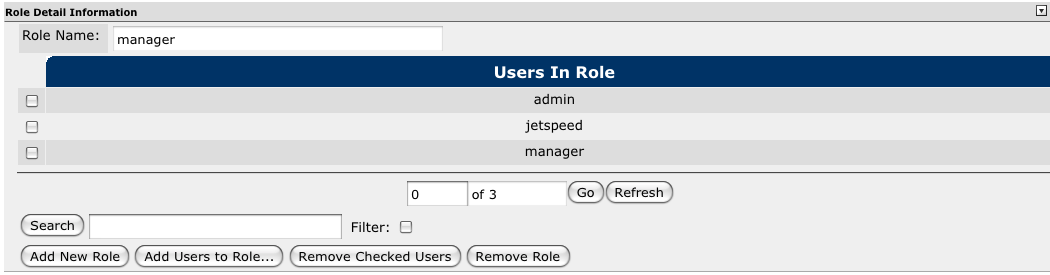 Role Detail Information
Role Name: manager
Users In Role
admin
jetspeed
manager
0 of 3 Go Refresh
Search Filter:
Add New Role Add Users to Role... Remove Checked Users Remove Role